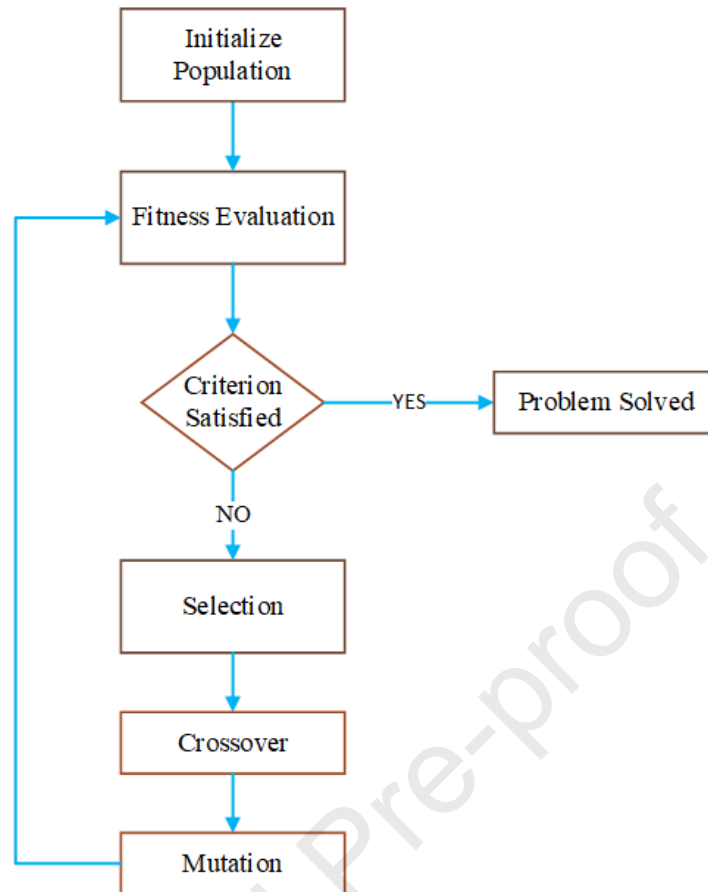 Initialize
Population
Fitness Evaluation
Criterion
Satisfied
YES
Problem Solved
NO
Selection
Crossover
Mutation
Pre-proof